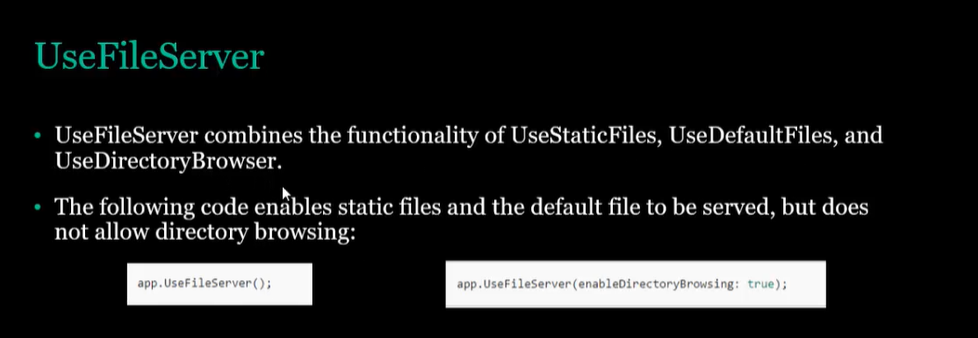 UseFileServer
• UseFileServer combines the functionality of UseStaticFiles, UseDefaultFiles, and
UseDirectoryBrowser.
• The following code enables static files and the default file to be served, but does
not allow directory browsing:
app.UseFileServer();
app.UseFileServer(enableDirectoryBrowsing: true);